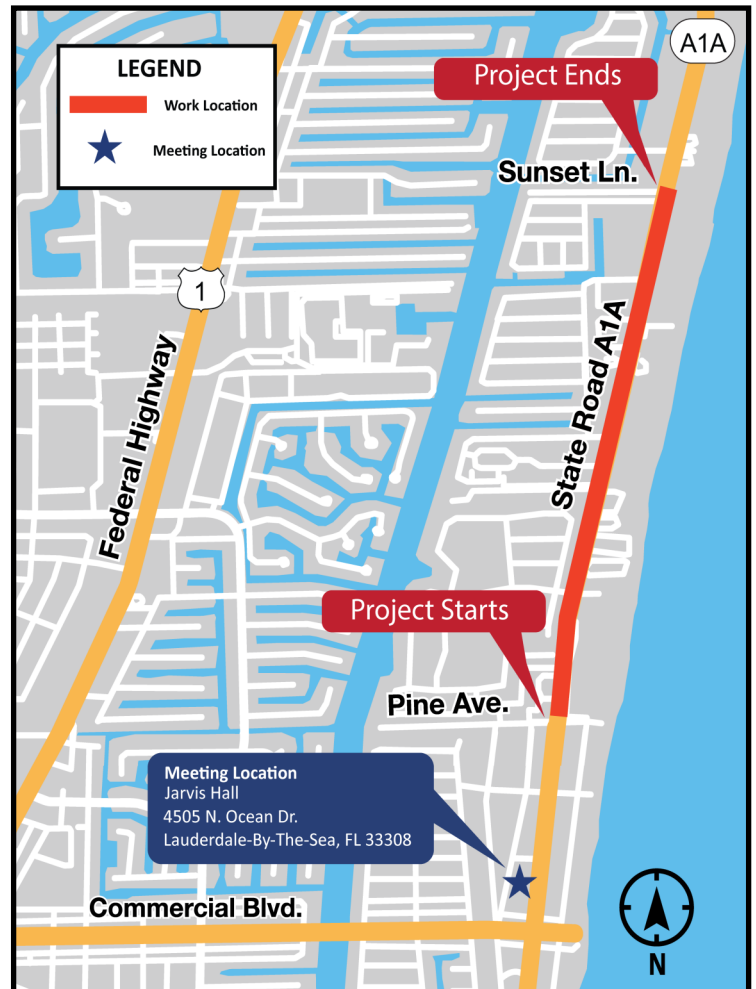 A1A
LEGEND
Work Location
Meeting Location
Project Ends
Sunset Ln.
1
Federal Highway
State Road A1A
Project Starts
Pine Ave.
Meeting Location
Jarvis Hall
4505 N. Ocean Dr.
Lauderdale-By-The-Sea, FL 33308
Commercial Blvd.
N